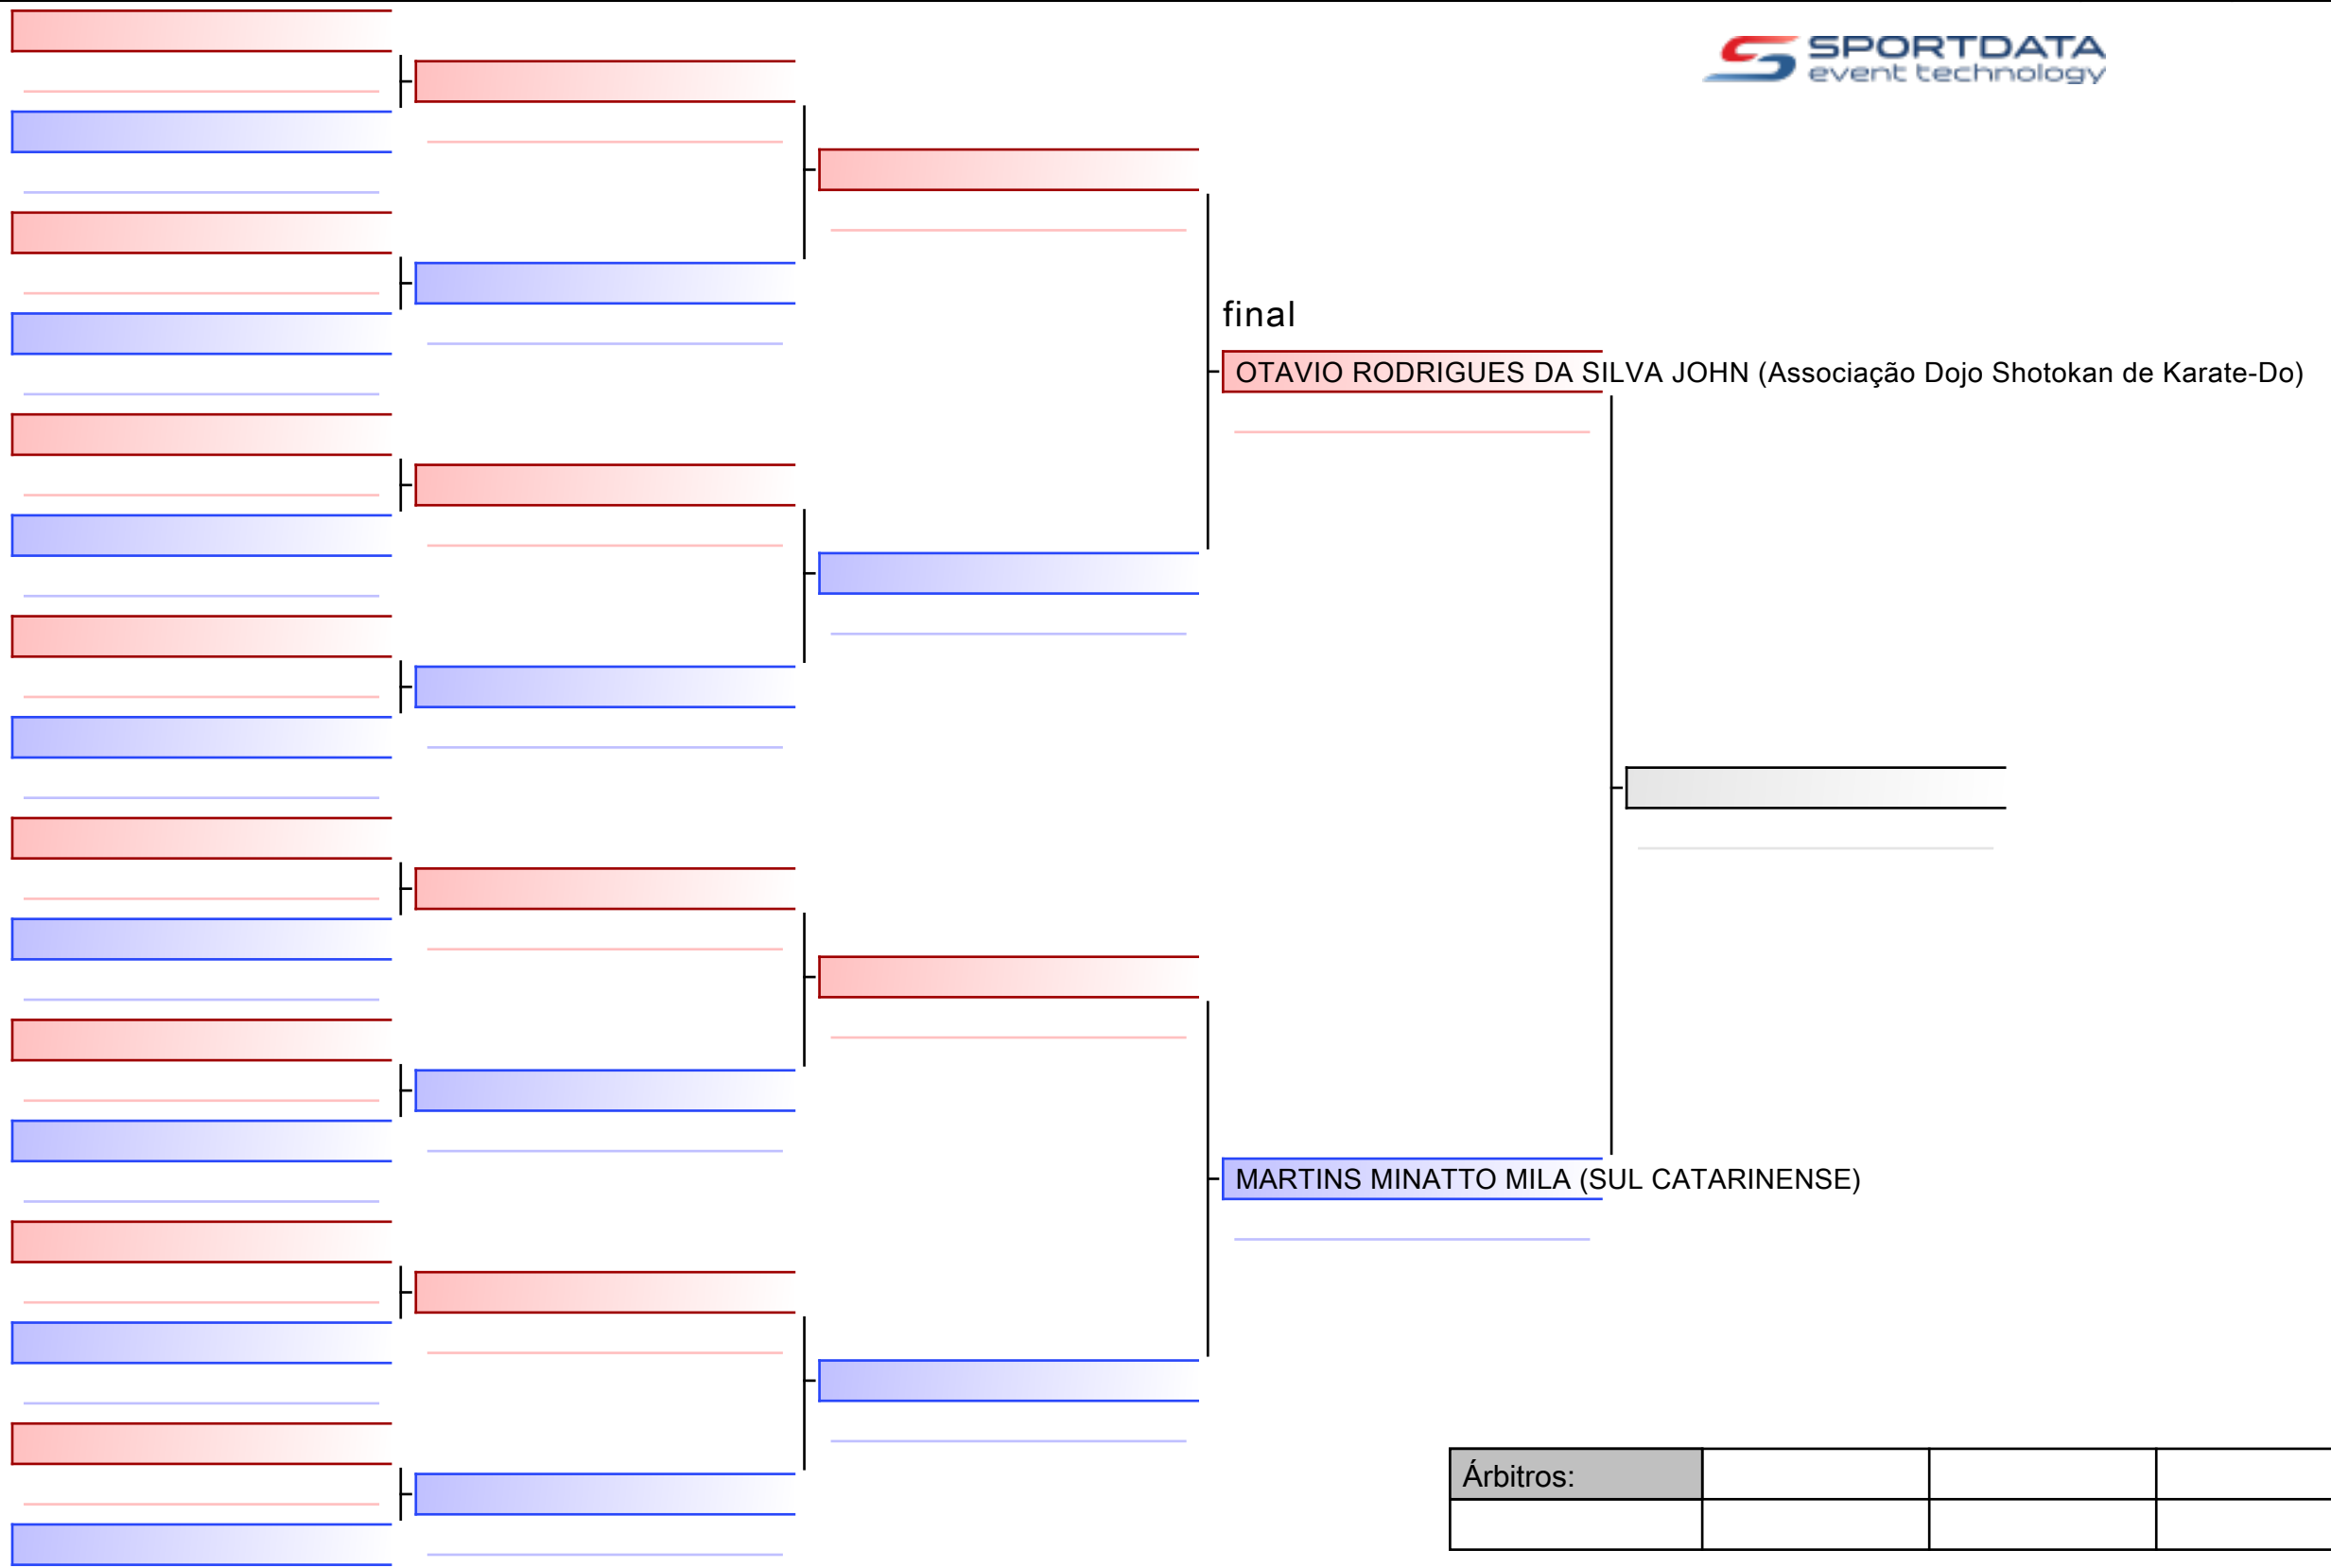 SPORTDATA
event technology
final
OTAVIO RODRIGUES DA SILVA JOHN (Associação Dojo Shotokan de Karate-Do)
MARTINS MINATTO MILA (SUL CATARINENSE)
Árbitros: